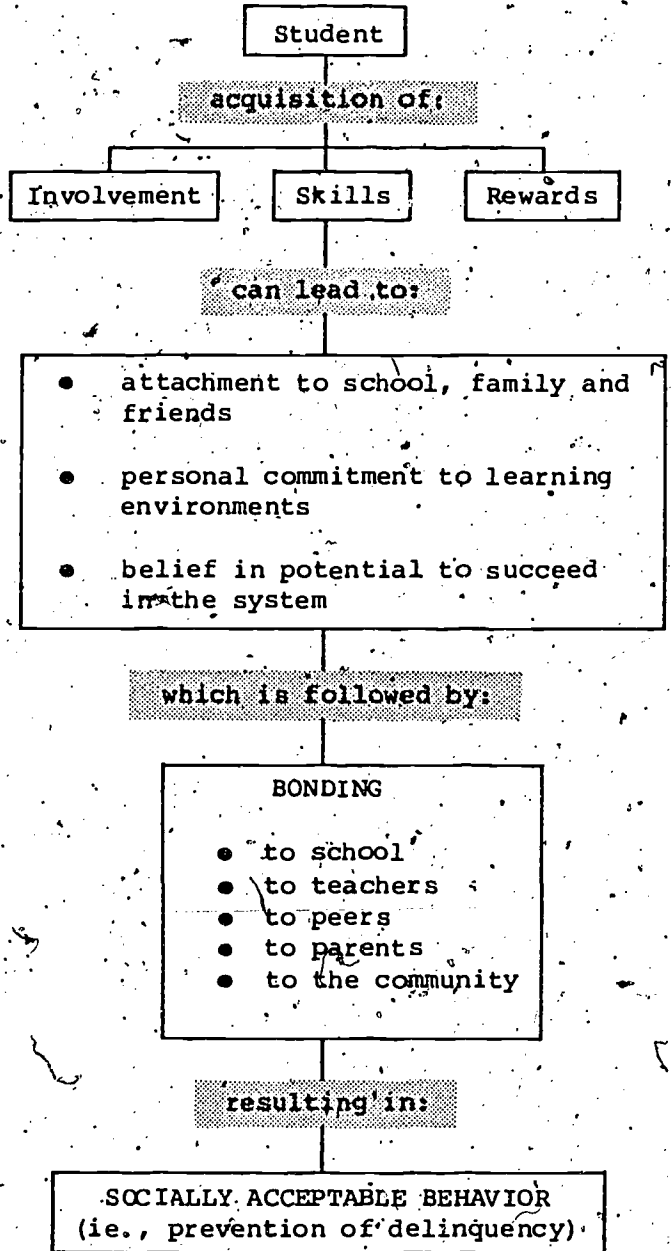 Student
acquisition of:
Involvement Skills Rewards
can lead to:
● attachment to school, family and
friends
● personal commitment to learning
environments
● belief in potential to succeed
in the system
which is followed by:
BONDING
● to school
● to teachers
● to peers
● to parents
● to the community
resulting in:
SOCIALLY ACCEPTABLE BEHAVIOR
(ie., prevention of delinquency)